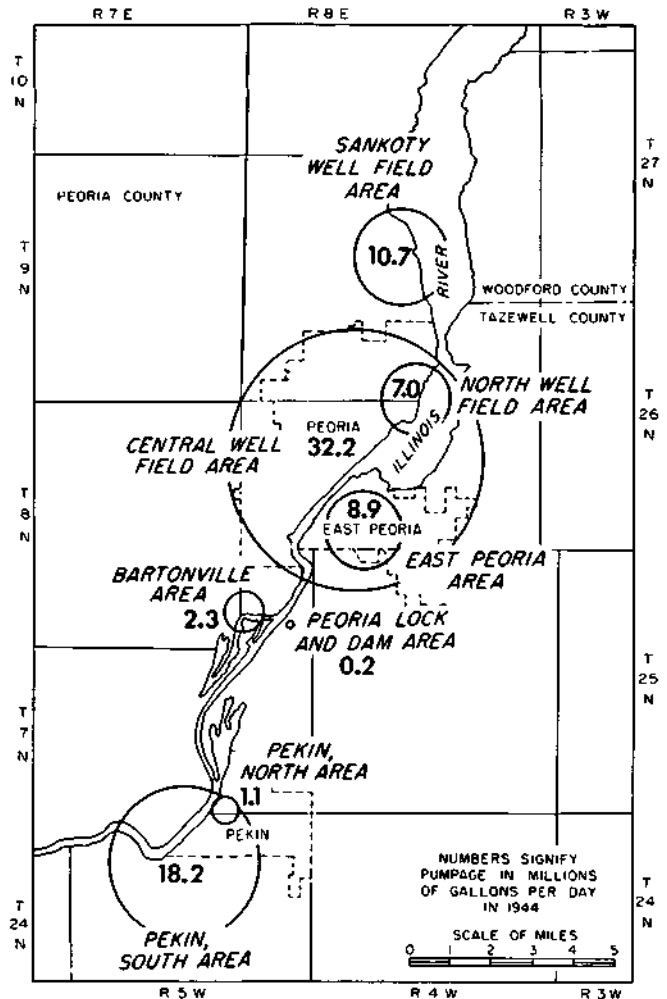 R 7 E
R 8 E
R 3 W
T
10
N
SANKOTY
WELL FIELD
AREA
T
27
N
PEORIA COUNTY
T
9
N
10.7
RIVER
WOODFORD COUNTY
TAZEWELL COUNTY
7.0
NORTH WELL
FIELD AREA
T
26
N
PEORIA
32.2
ILLINOIS
CENTRAL WELL
FIELD AREA
T
8
N
8.9
EAST PEORIA
EAST PEORIA
AREA
BARTONVILLE
AREA
2.3
PEORIA LOCK
AND DAM AREA
0.2
T
25
N
T
7
N
PEKIN,
NORTH AREA
1.1
PEKIN
18.2
NUMBERS SIGNIFY
PUMPAGE IN MILLIONS
OF GALLONS PER DAY
IN 1944
T
24
N
T
24
N
PEKIN,
SOUTH AREA
SCALE OF MILES
0 1 2 3 4 5
R 5 W
R 4 W
R 3 W